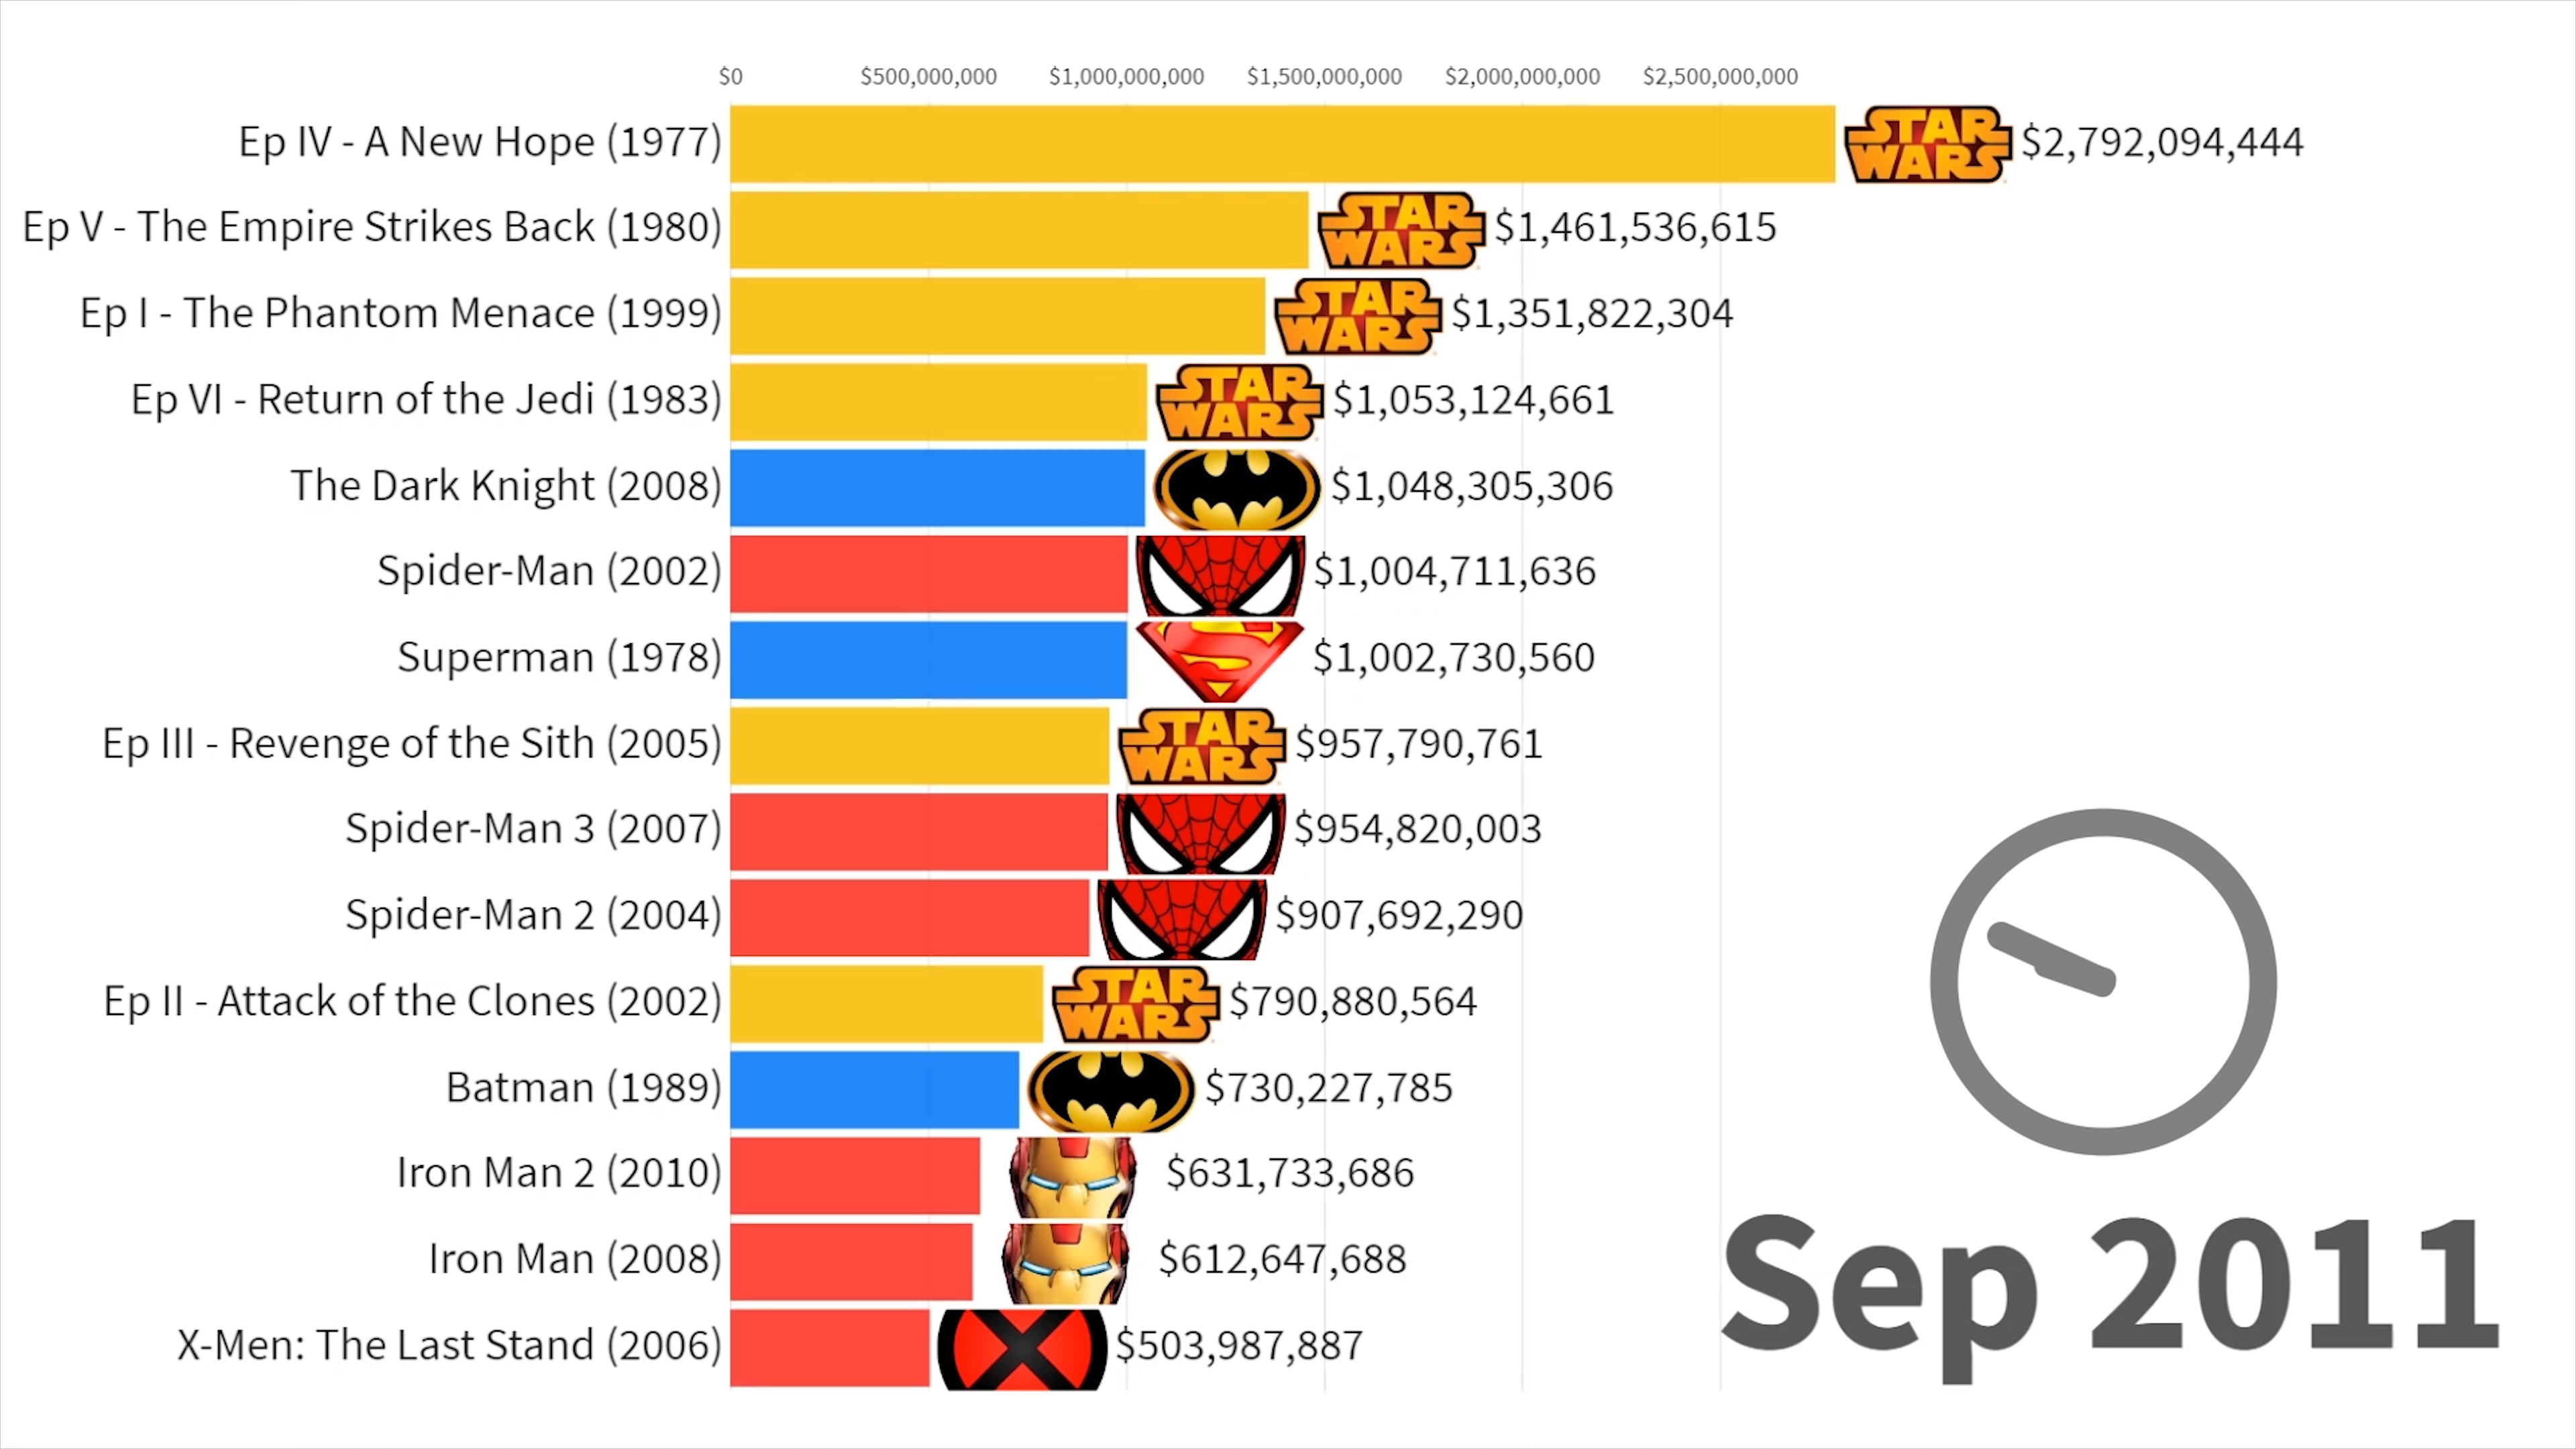 $0 $500,000,000 $1,000,000,000 $1,500,000,000 $2,000,000,000 $2,500,000,000
Ep IV - A New Hope (1977) STAR WARS $2,792,094,444
Ep V - The Empire Strikes Back (1980) STAR WARS $1,461,536,615
Ep I - The Phantom Menace (1999) STAR WARS $1,351,822,304
Ep VI - Return of the Jedi (1983) STAR WARS $1,053,124,661
The Dark Knight (2008) $1,048,305,306
Spider-Man (2002) $1,004,711,636
Superman (1978) S $1,002,730,560
Ep III - Revenge of the Sith (2005) STAR WARS $957,790,761
Spider-Man 3 (2007) $954,820,003
Spider-Man 2 (2004) $907,692,290
Ep II - Attack of the Clones (2002) STAR WARS $790,880,564
Batman (1989) $730,227,785
Iron Man 2 (2010) $631,733,686
Iron Man (2008) $612,647,688
X-Men: The Last Stand (2006) X $503,987,887
Sep 2011